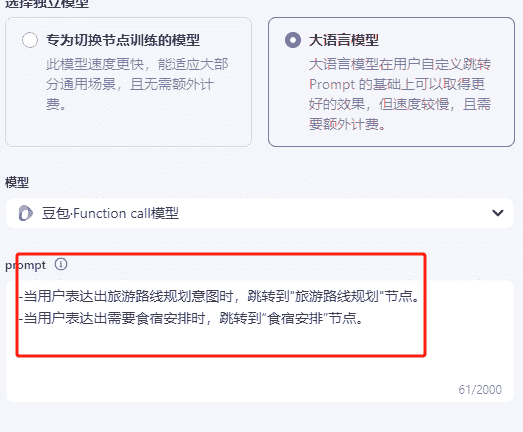 选择独立模型
专为切换节点训练的模型
此模型速度更快，能适应大部
分通用场景，且无需额外计
费。
大语言模型
大语言模型在用户自定义跳转
Prompt 的基础上可以取得更
好的效果，但速度较慢，且需
要额外计费。
模型
豆包·Function call模型
prompt
-当用户表达出旅游路线规划意图时，跳转到"旅游路线规划"节点。
-当用户表达出需要食宿安排时，跳转到"食宿安排"节点。
61/2000